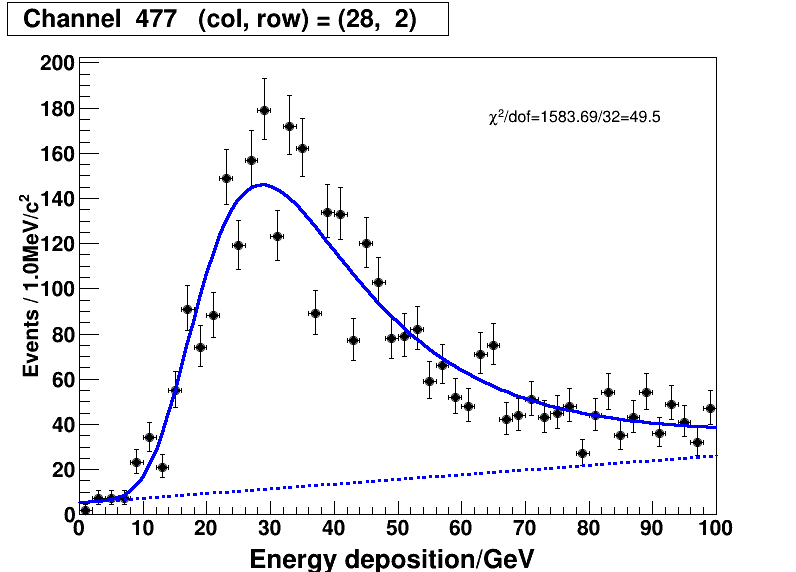 Channel 477 (col, row) = (28, 2)
χ²/dof=1583.69/32=49.5
Events / 1.0MeV/c²
200
180
160
140
120
100
80
60
40
20
0
0 10 20 30 40 50 60 70 80 90 100
Energy deposition/GeV